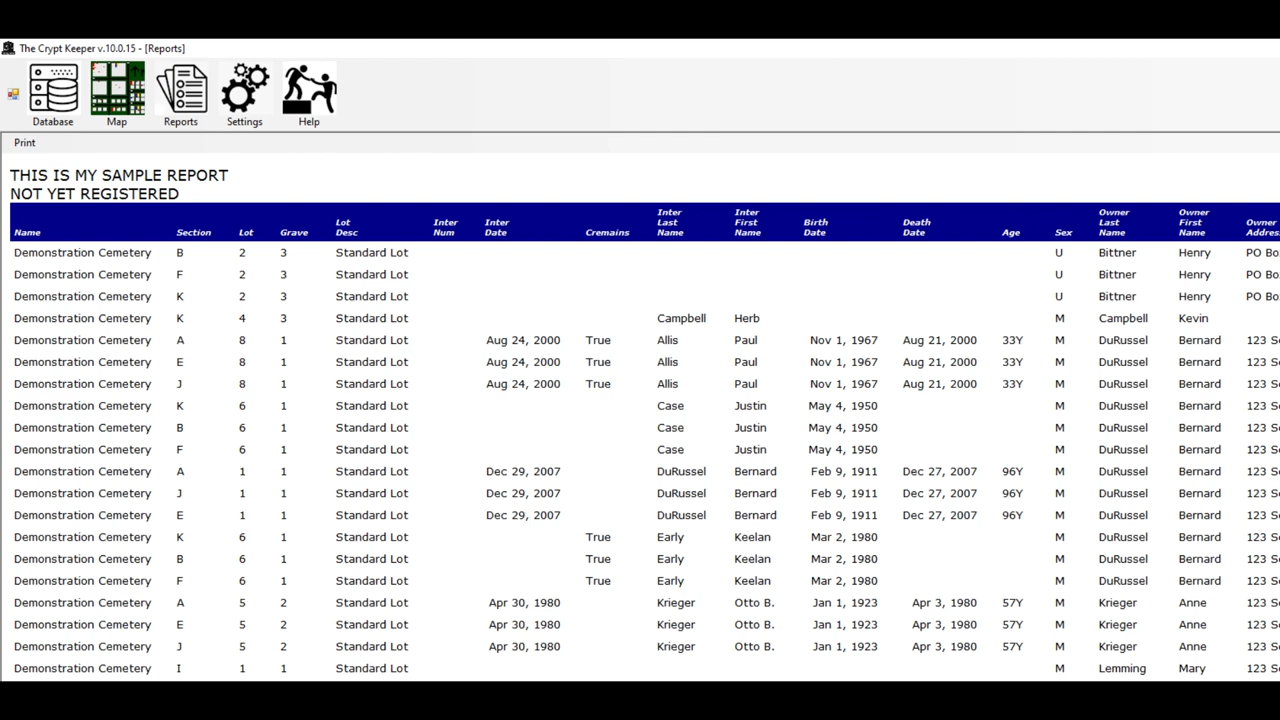 The Crypt Keeper v.10.0.15 - [Reports]
Database Map Reports Settings Help
Print
THIS IS MY SAMPLE REPORT
NOT YET REGISTERED
Name Section Lot Grave Lot Desc Inter Num Inter Date Cremains Inter Last Name Inter First Name Birth Date Death Date Age Sex Owner Last Name Owner First Name Owner Addres
Demonstration Cemetery B 2 3 Standard Lot U Bittner Henry PO Bo
Demonstration Cemetery F 2 3 Standard Lot U Bittner Henry PO Bo
Demonstration Cemetery K 2 3 Standard Lot U Bittner Henry PO Bo
Demonstration Cemetery K 4 3 Standard Lot Campbell Herb M Campbell Kevin
Demonstration Cemetery A 8 1 Standard Lot Aug 24, 2000 True Allis Paul Nov 1, 1967 Aug 21, 2000 33Y M DuRussel Bernard 123 S
Demonstration Cemetery E 8 1 Standard Lot Aug 24, 2000 True Allis Paul Nov 1, 1967 Aug 21, 2000 33Y M DuRussel Bernard 123 S
Demonstration Cemetery J 8 1 Standard Lot Aug 24, 2000 True Allis Paul Nov 1, 1967 Aug 21, 2000 33Y M DuRussel Bernard 123 S
Demonstration Cemetery K 6 1 Standard Lot Case Justin May 4, 1950 M DuRussel Bernard 123 S
Demonstration Cemetery B 6 1 Standard Lot Case Justin May 4, 1950 M DuRussel Bernard 123 S
Demonstration Cemetery F 6 1 Standard Lot Case Justin May 4, 1950 M DuRussel Bernard 123 S
Demonstration Cemetery A 1 1 Standard Lot Dec 29, 2007 DuRussel Bernard Feb 9, 1911 Dec 27, 2007 96Y M DuRussel Bernard 123 S
Demonstration Cemetery J 1 1 Standard Lot Dec 29, 2007 DuRussel Bernard Feb 9, 1911 Dec 27, 2007 96Y M DuRussel Bernard 123 S
Demonstration Cemetery E 1 1 Standard Lot Dec 29, 2007 DuRussel Bernard Feb 9, 1911 Dec 27, 2007 96Y M DuRussel Bernard 123 S
Demonstration Cemetery K 6 1 Standard Lot True Early Keelan Mar 2, 1980 M DuRussel Bernard 123 S
Demonstration Cemetery B 6 1 Standard Lot True Early Keelan Mar 2, 1980 M DuRussel Bernard 123 S
Demonstration Cemetery F 6 1 Standard Lot True Early Keelan Mar 2, 1980 M DuRussel Bernard 123 S
Demonstration Cemetery A 5 2 Standard Lot Apr 30, 1980 Krieger Otto B. Jan 1, 1923 Apr 3, 1980 57Y M Krieger Anne 123 S
Demonstration Cemetery E 5 2 Standard Lot Apr 30, 1980 Krieger Otto B. Jan 1, 1923 Apr 3, 1980 57Y M Krieger Anne 123 S
Demonstration Cemetery J 5 2 Standard Lot Apr 30, 1980 Krieger Otto B. Jan 1, 1923 Apr 3, 1980 57Y M Krieger Anne 123 S
Demonstration Cemetery I 1 1 Standard Lot M Lemming Mary 123 S